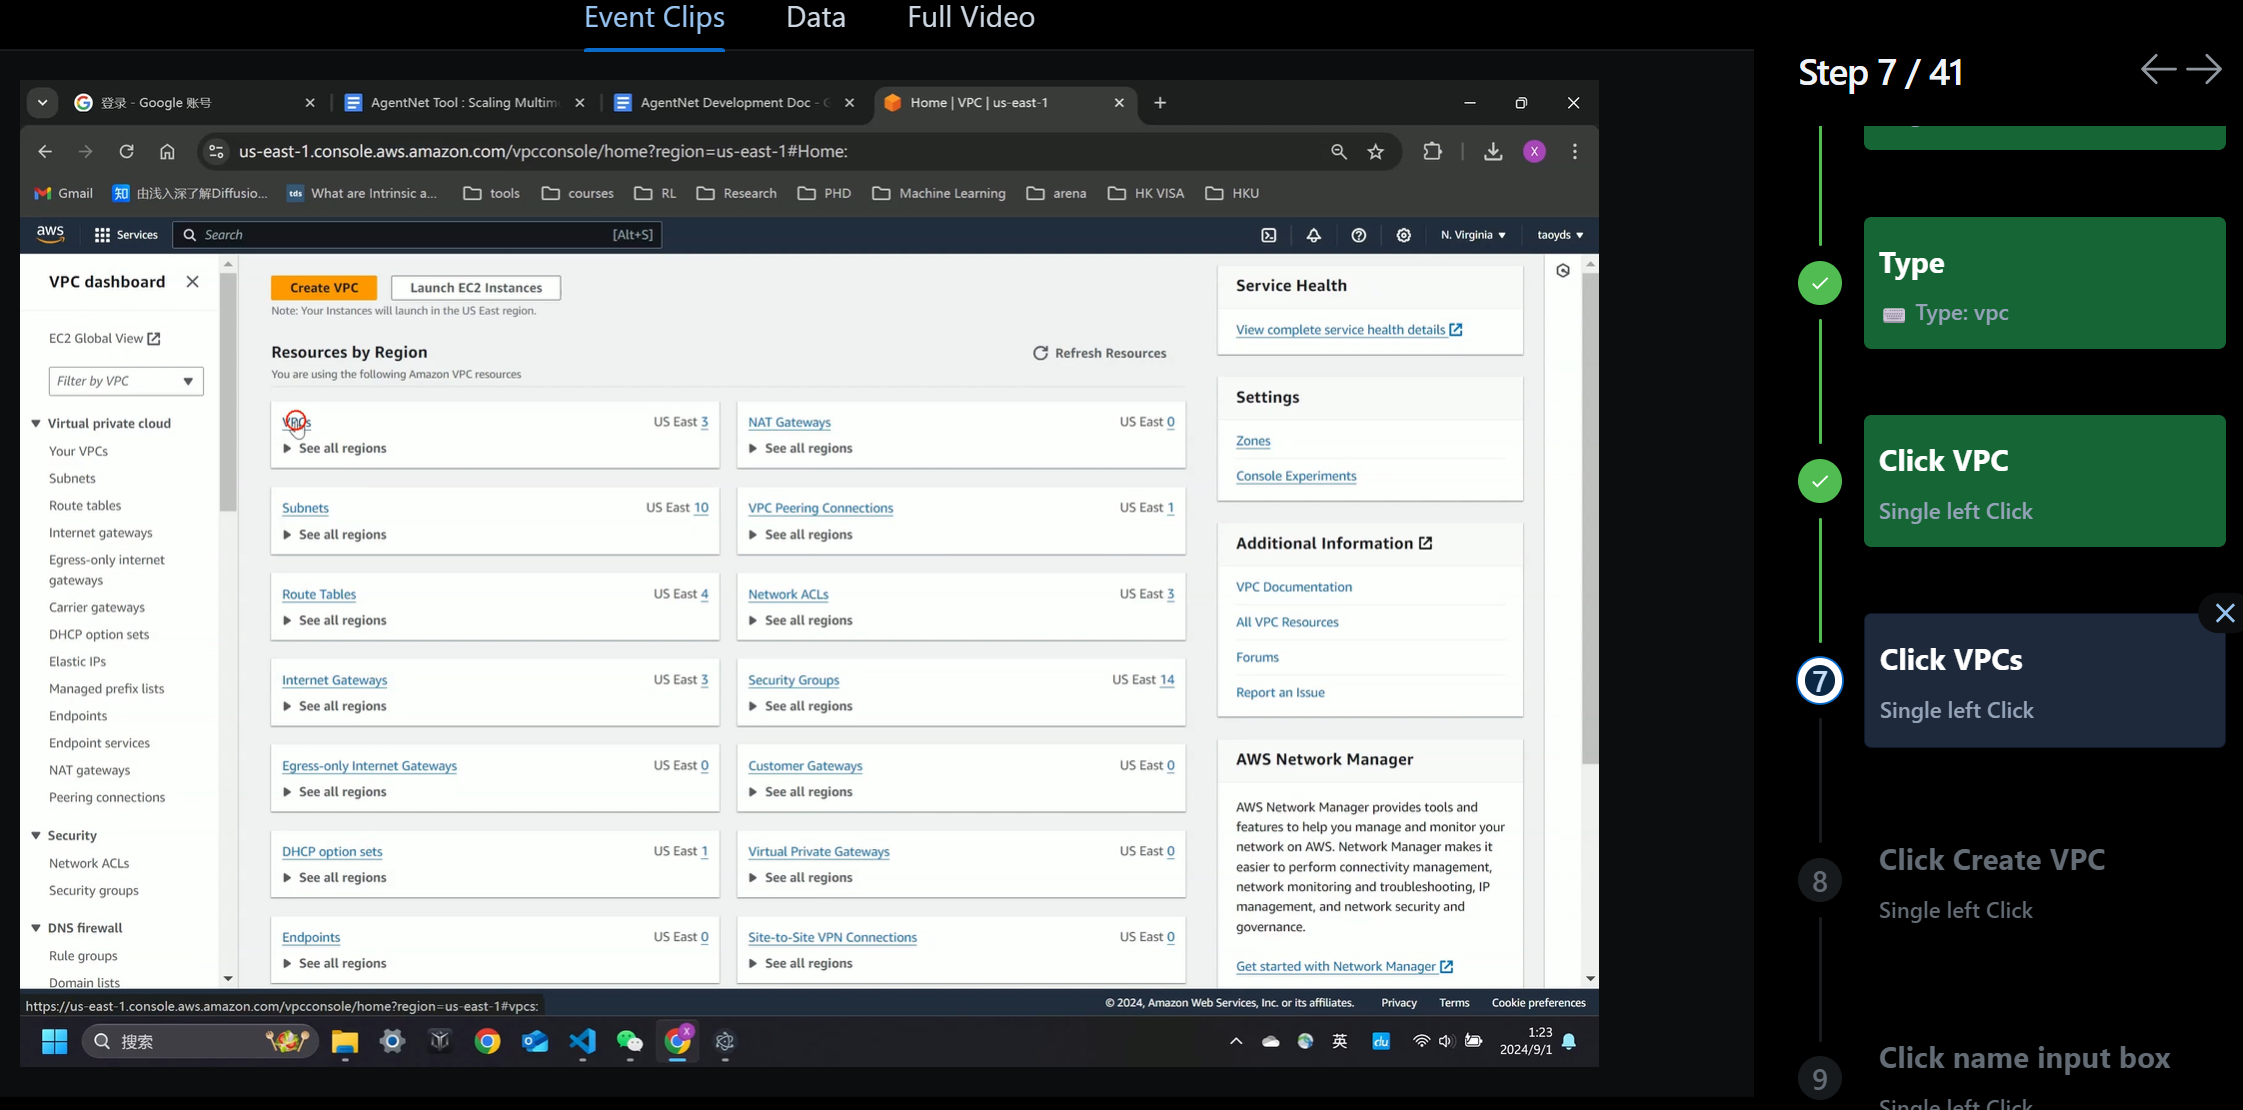 Event Clips
Data
Full Video
登录 - Google 账号
AgentNet Tool : Scaling Multim
AgentNet Development Doc -
Home | VPC | us-east-1
us-east-1.console.aws.amazon.com/vpcconsole/home?region=us-east-1#Home:
X
Gmail
知
由浅入深了解Diffusio...
tds
What are Intrinsic a...
tools
courses
RL
Research
PHD
Machine Learning
arena
HK VISA
HKU
aws
Services
Search
[Alt+S]
N. Virginia
taoyds
VPC dashboard
EC2 Global View
Filter by VPC
Virtual private cloud
Your VPCs
Subnets
Route tables
Internet gateways
Egress-only internet
gateways
Carrier gateways
DHCP option sets
Elastic IPs
Managed prefix lists
Endpoints
Endpoint services
NAT gateways
Peering connections
Security
Network ACLs
Security groups
DNS firewall
Rule groups
Domain lists
Create VPC
Launch EC2 Instances
Note: Your Instances will launch in the US East region.
Resources by Region
Refresh Resources
You are using the following Amazon VPC resources
VPCs
US East 3
See all regions
NAT Gateways
US East 0
See all regions
Subnets
US East 10
See all regions
VPC Peering Connections
US East 1
See all regions
Route Tables
US East 4
See all regions
Network ACLs
US East 3
See all regions
Internet Gateways
US East 3
See all regions
Security Groups
US East 14
See all regions
Egress-only Internet Gateways
US East 0
See all regions
Customer Gateways
US East 0
See all regions
DHCP option sets
US East 1
See all regions
Virtual Private Gateways
US East 0
See all regions
Endpoints
US East 0
See all regions
Site-to-Site VPN Connections
US East 0
See all regions
Service Health
View complete service health details
Settings
Zones
Console Experiments
Additional Information
VPC Documentation
All VPC Resources
Forums
Report an Issue
AWS Network Manager
AWS Network Manager provides tools and
features to help you manage and monitor your
network on AWS. Network Manager makes it
easier to perform connectivity management,
network monitoring and troubleshooting, IP
management, and network security and
governance.
Get started with Network Manager
https://us-east-1.console.aws.amazon.com/vpcconsole/home?region=us-east-1#vpcs:
© 2024, Amazon Web Services, Inc. or its affiliates.
Privacy
Terms
Cookie preferences
搜索
X
英
du
1:23
2024/9/1
Step 7 / 41
Type
Type: vpc
Click VPC
Single left Click
7
Click VPCs
Single left Click
8
Click Create VPC
Single left Click
9
Click name input box
Single left Click